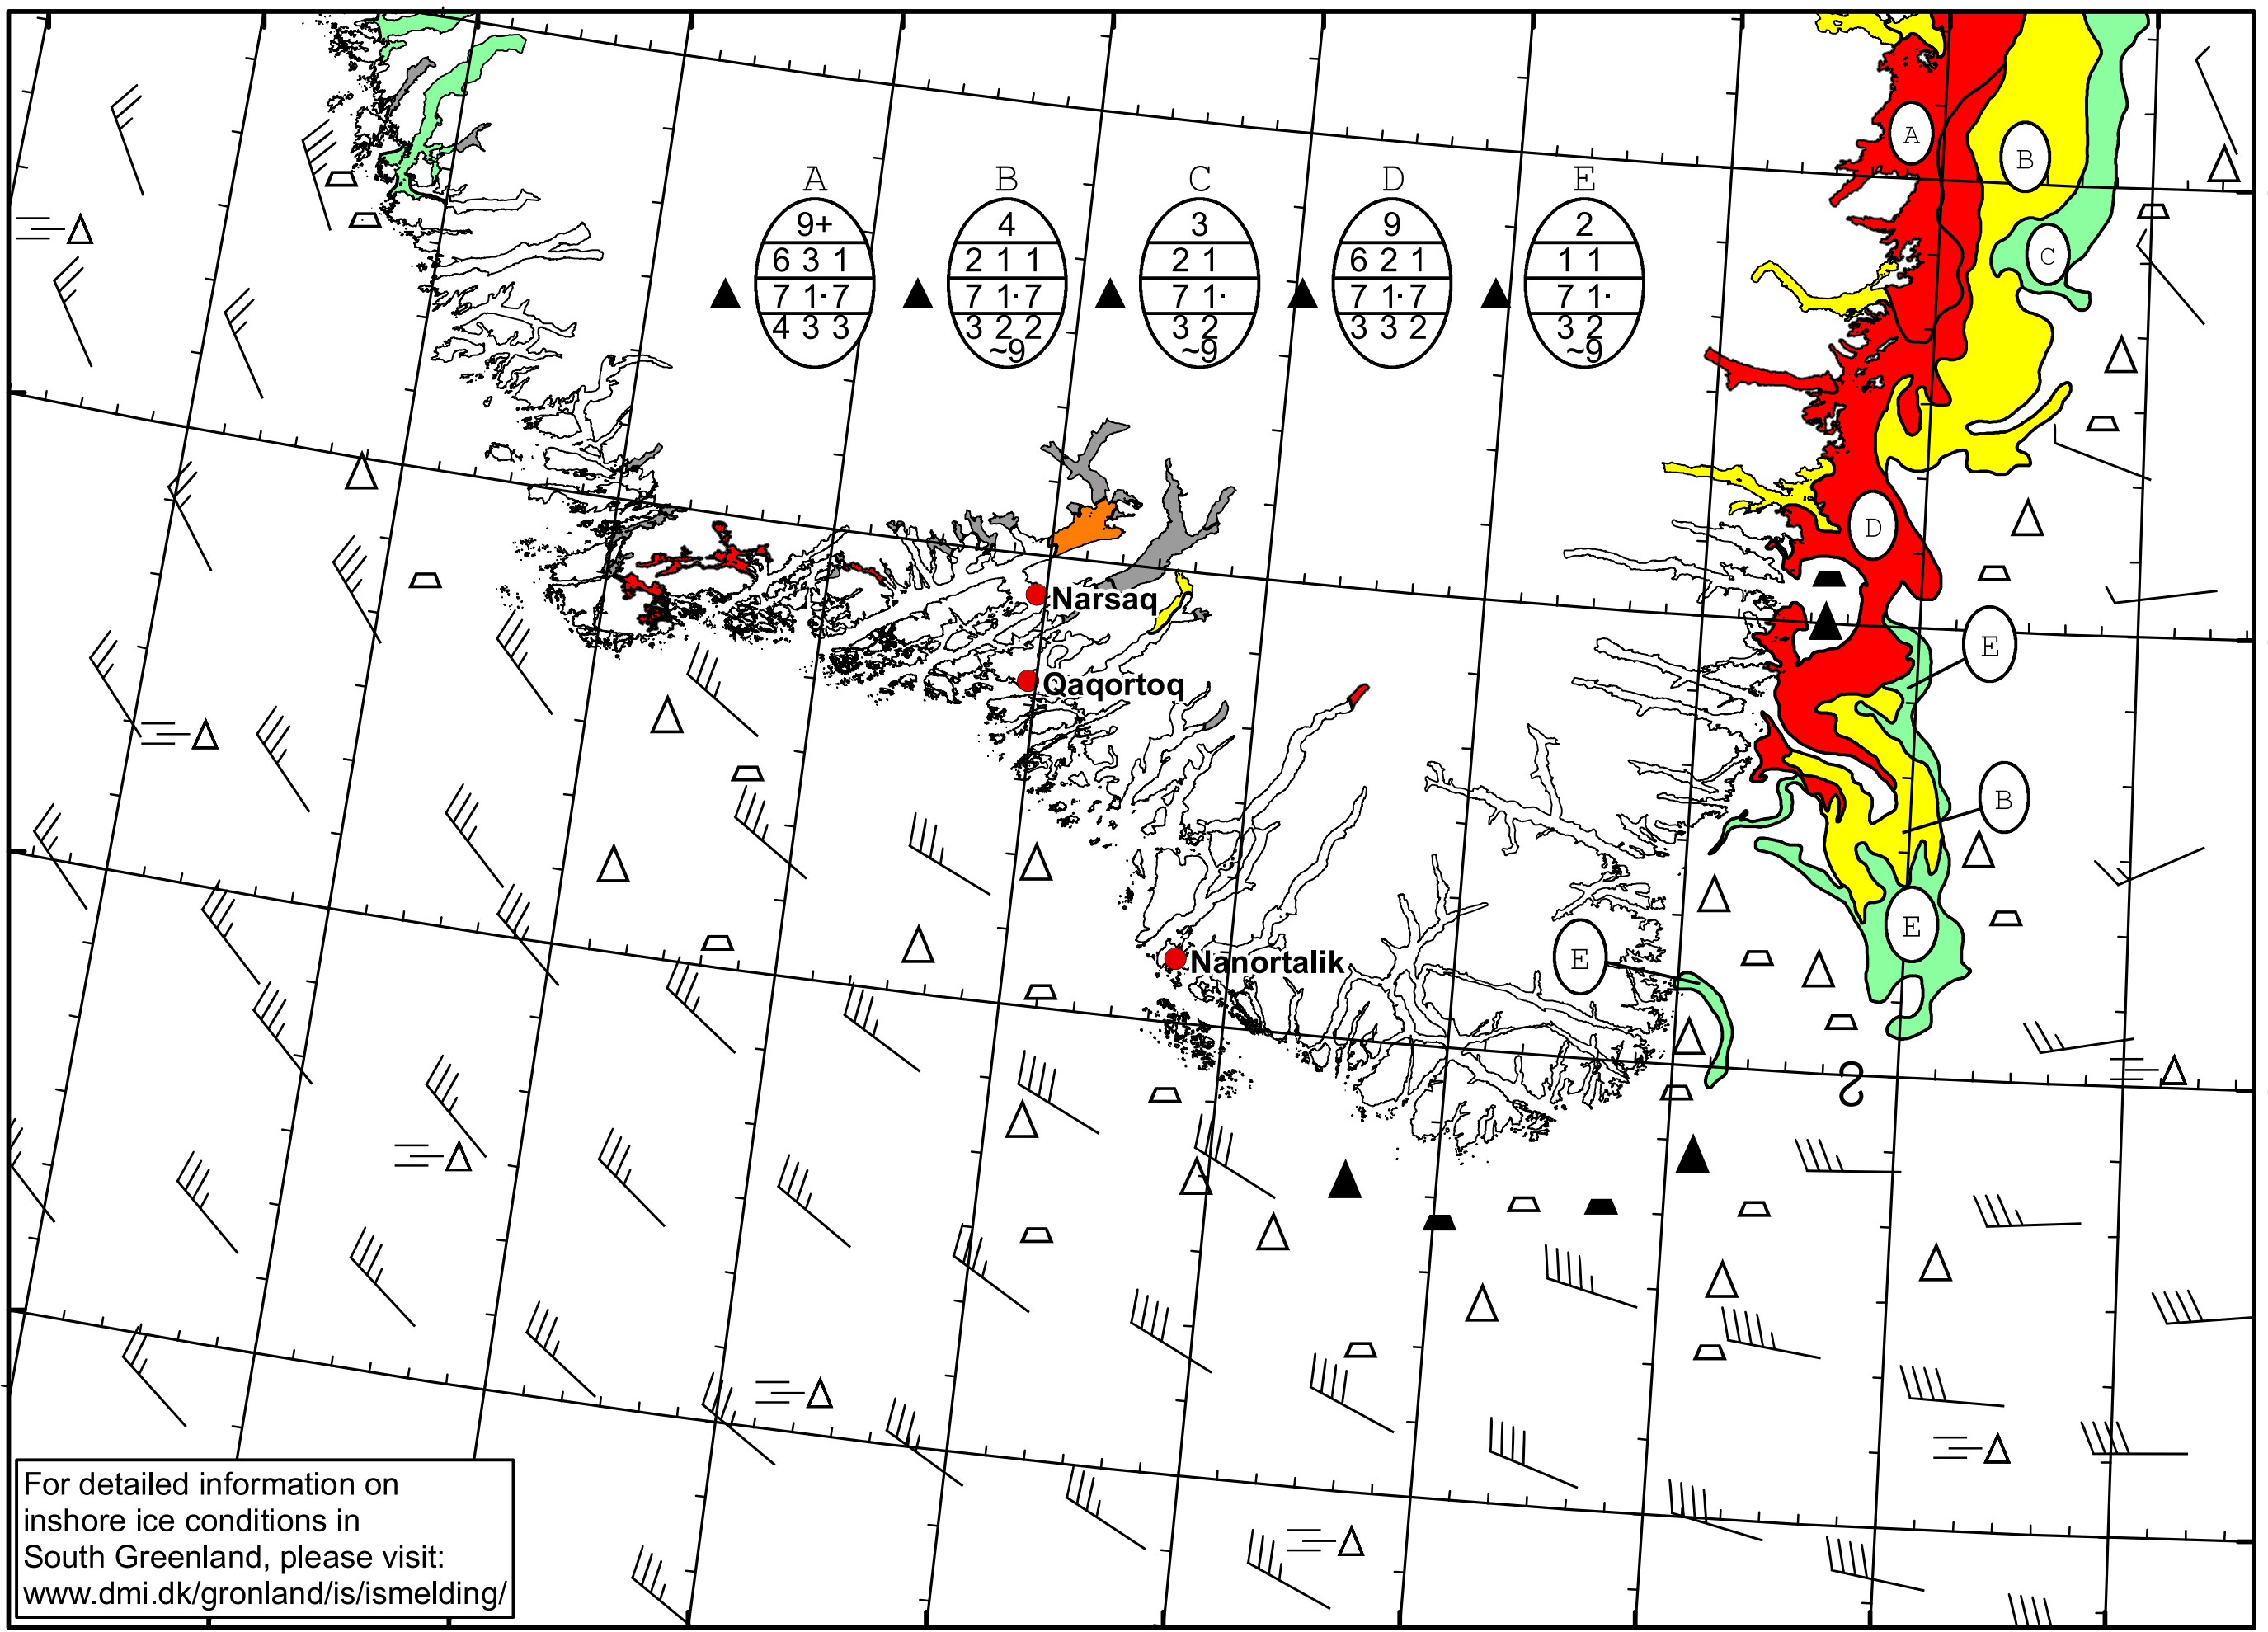 A B C D E
9+ 4 3 9 2
6 3 1 2 1 1 2 1 6 2 1 1 1
7 1·7 7 1·7 7 1· 7 1·7 7 1·
4 3 3 3 2 2 3 2 3 3 2 3 2
~9 ~9 ~9
A
B
C
D
E
B
E
E
Narsaq
Qaqortoq
Nanortalik
For detailed information on
inshore ice conditions in
South Greenland, please visit:
www.dmi.dk/gronland/is/ismelding/